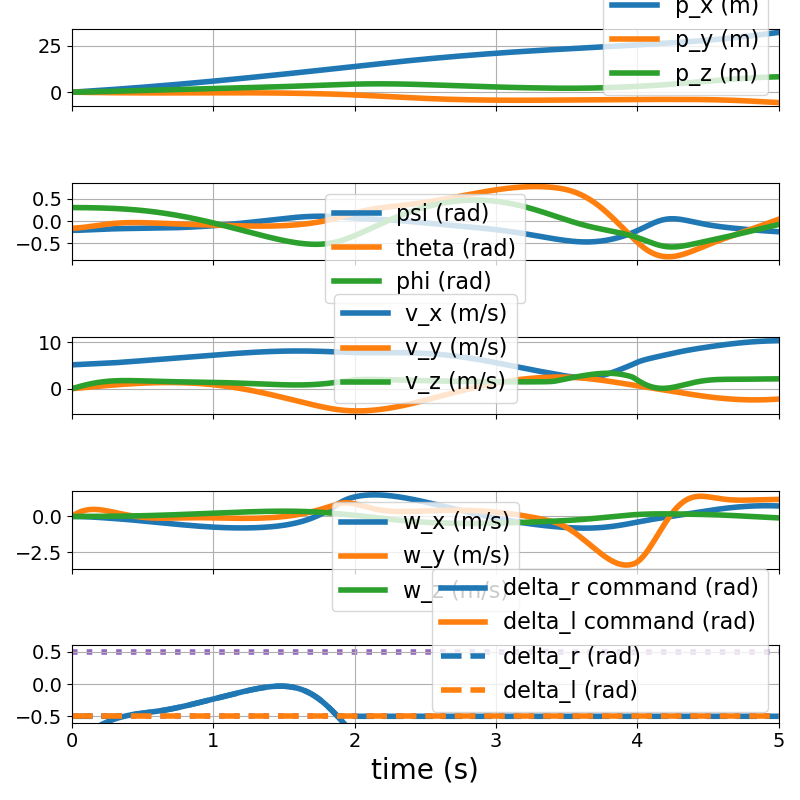 p_x (m)
p_y (m)
p_z (m)
25
0
0.5
0.0
−0.5
psi (rad)
theta (rad)
phi (rad)
10
0
v_x (m/s)
v_y (m/s)
v_z (m/s)
0.0
−2.5
w_x (m/s)
w_y (m/s)
w_z (m/s)
delta_r command (rad)
delta_l command (rad)
delta_r (rad)
delta_l (rad)
0.5
0.0
−0.5
0 1 2 3 4 5
time (s)